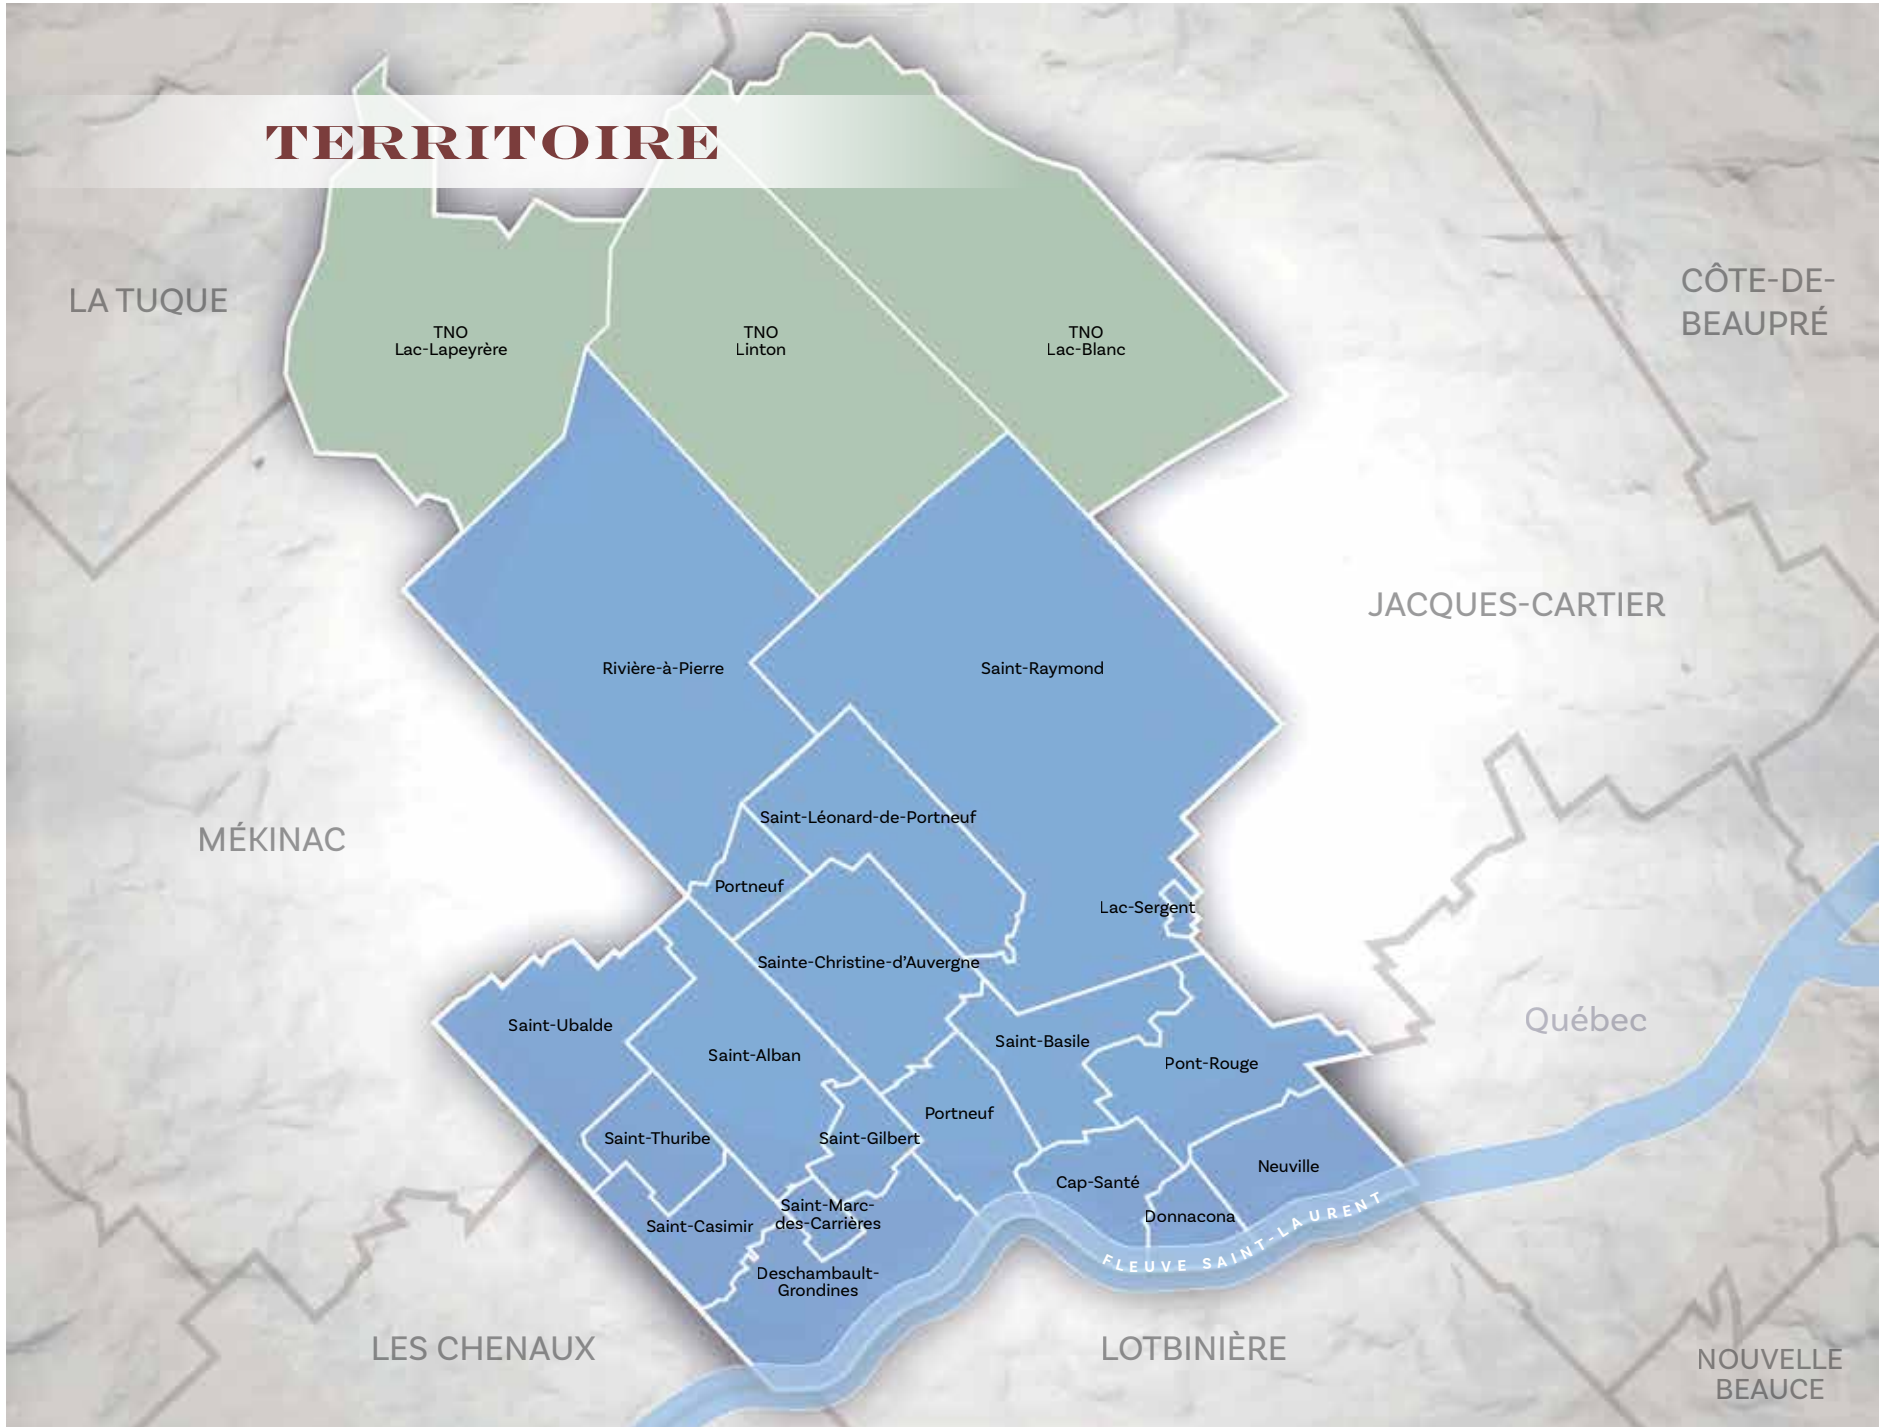 TERRITOIRE
LA TUQUE
CÔTE-DE-
BEAUPRÉ
TNO
Lac-Lapeyrère
TNO
Linton
TNO
Lac-Blanc
JACQUES-CARTIER
Rivière-à-Pierre
Saint-Raymond
MÉKINAC
Saint-Léonard-de-Portneuf
Portneuf
Lac-Sergent
Sainte-Christine-d'Auvergne
Saint-Ubalde
Québec
Saint-Alban
Saint-Basile
Pont-Rouge
Portneuf
Saint-Thuribe
Saint-Gilbert
Neuville
Cap-Santé
Saint-Marc-
des-Carrières
Donnacona
Saint-Casimir
FLEUVE SAINT-LAURENT
Deschambault-
Grondines
LES CHENAUX
LOTBINIÈRE
NOUVELLE
BEAUCE